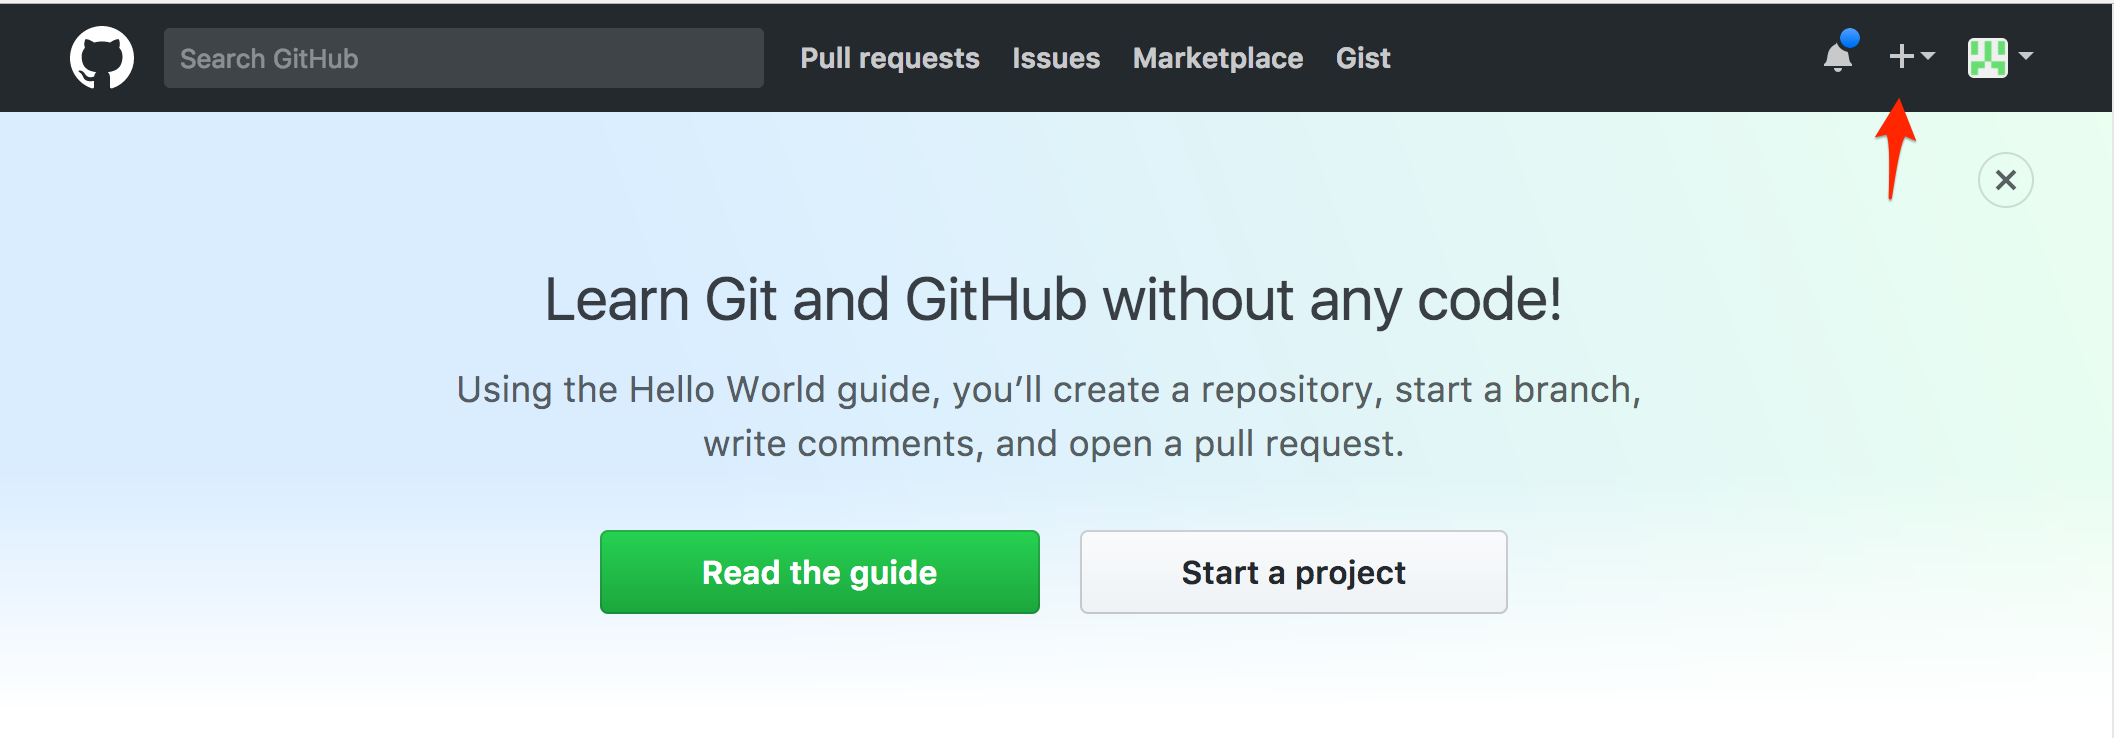 Search GitHub
Pull requests
Issues
Marketplace
Gist
Learn Git and GitHub without any code!
Using the Hello World guide, you’ll create a repository, start a branch,
write comments, and open a pull request.
Read the guide
Start a project